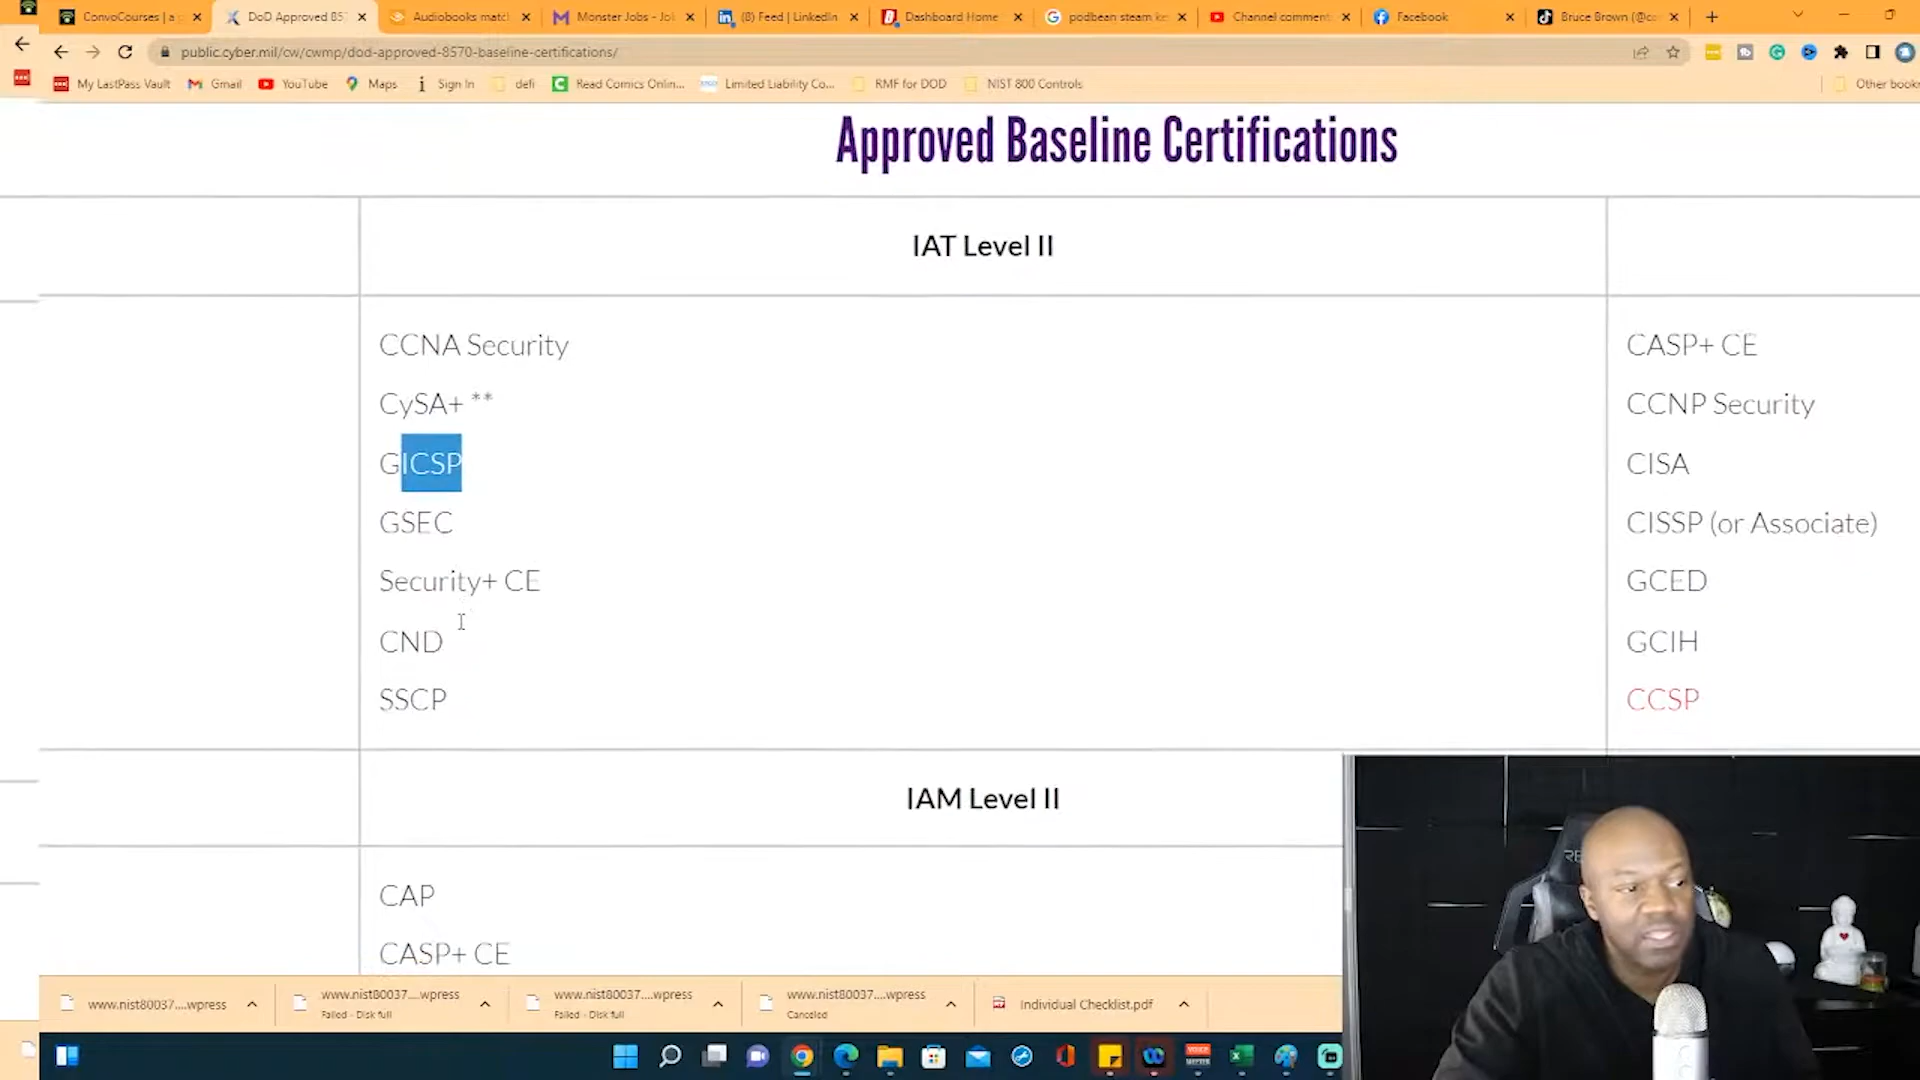 ConvoCourses | a p
DoD Approved 857
Audiobooks match
Monster Jobs - Jo
(8) Feed | LinkedIn
Dashboard Home
podbean steam ke
Channel comment
Facebook
Bruce Brown (@co
public.cyber.mil/cw/cwmp/dod-approved-8570-baseline-certifications/
My LastPass Vault
Gmail
YouTube
Maps
Sign In
defi
Read Comics Onlin...
Limited Liability Co...
RMF for DOD
NIST 800 Controls
Other book
Approved Baseline Certifications
IAT Level II
CCNA Security
CySA+ **
GICSP
GSEC
Security+ CE
CND
SSCP
CASP+ CE
CCNP Security
CISA
CISSP (or Associate)
GCED
GCIH
CCSP
IAM Level II
CAP
CASP+ CE
www.nist80037....wpress
www.nist80037....wpress
Failed - Disk full
www.nist80037....wpress
Failed - Disk full
www.nist80037....wpress
Canceled
Individual Checklist.pdf